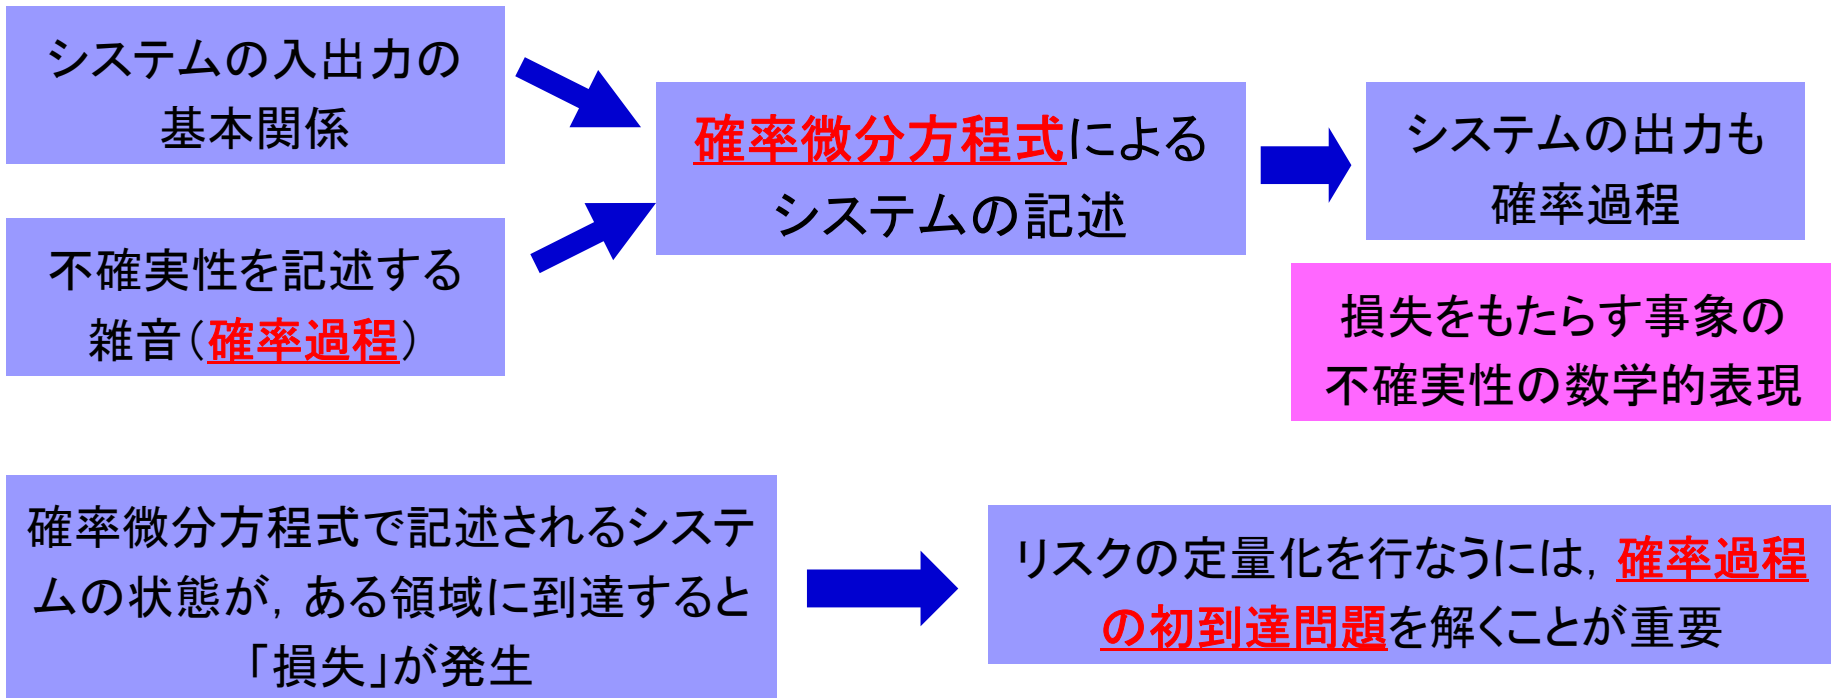 システムの入出力の
基本関係
不確実性を記述する
雑音（確率過程）
確率微分方程式による
システムの記述
システムの出力も
確率過程
損失をもたらす事象の
不確実性の数学的表現
確率微分方程式で記述されるシステ
ムの状態が，ある領域に到達すると
「損失」が発生
リスクの定量化を行なうには，確率過程
の初到達問題を解くことが重要